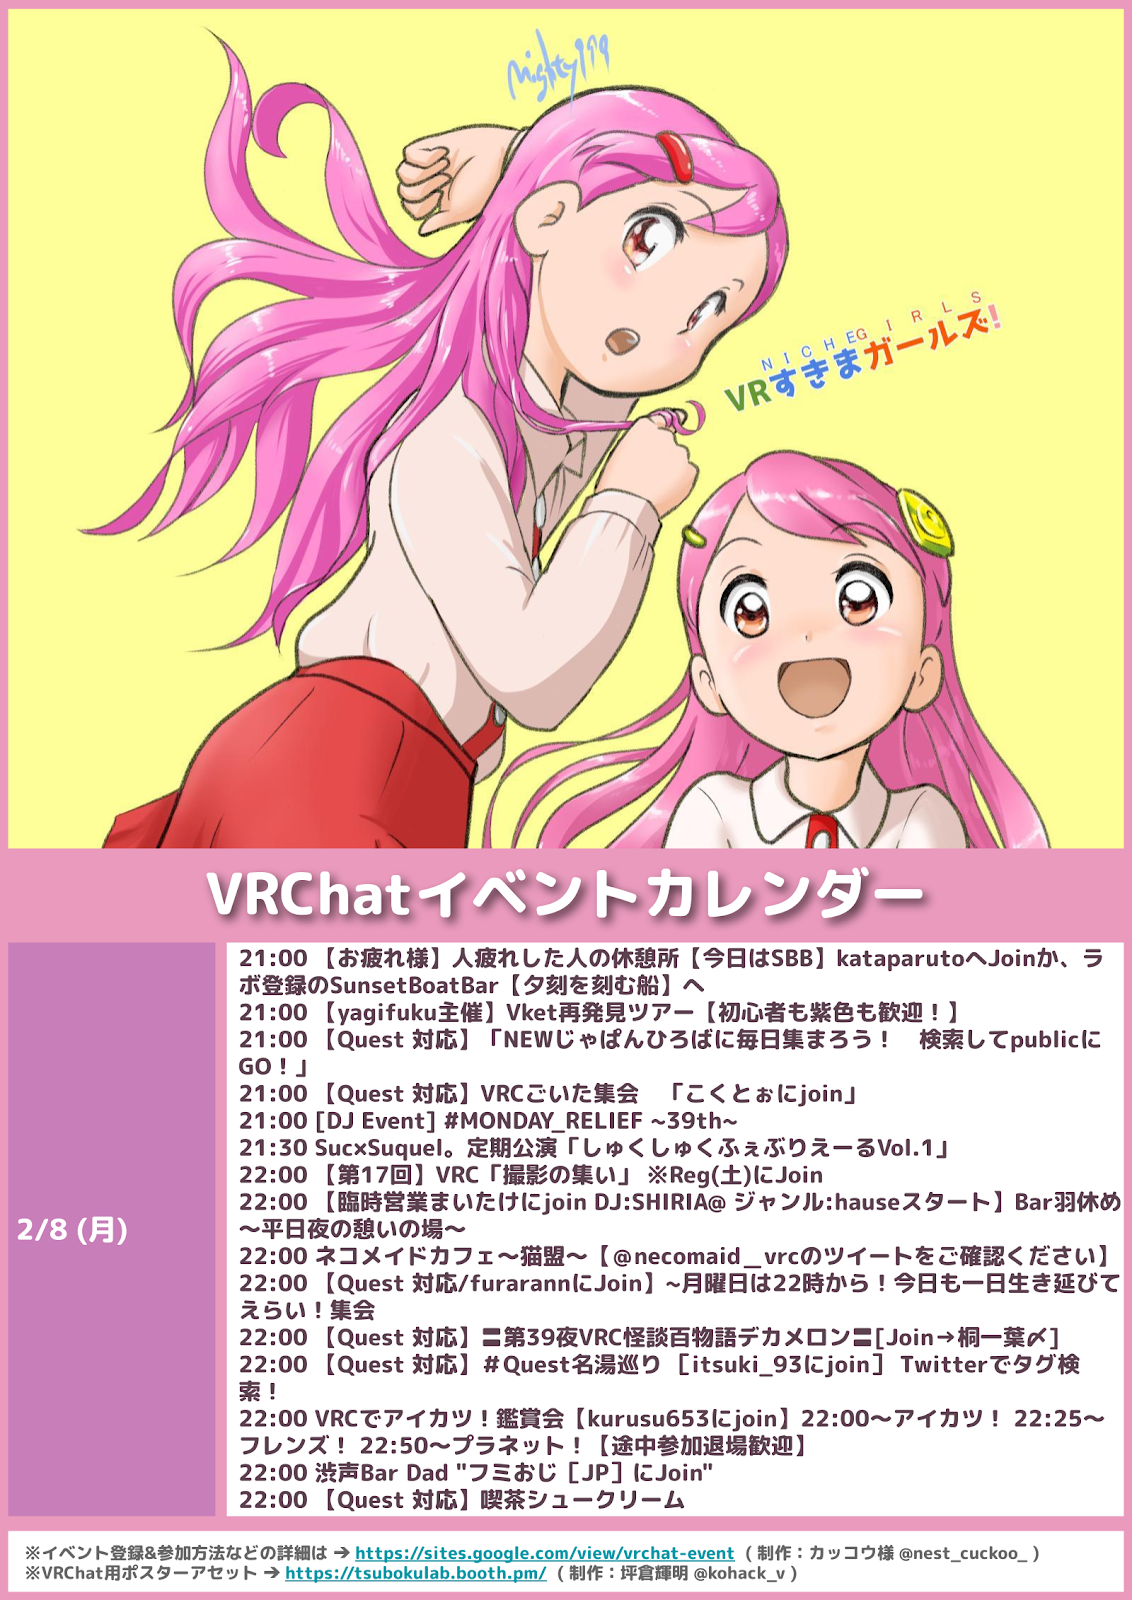 mighty199
NICHE GIRLS
VRすきまガールズ!
VRChatイベントカレンダー
2/8 (月)
21:00 【お疲れ様】人疲れした人の休憩所【今日はSBB】kataparutoへJoinか、ラ
ボ登録のSunsetBoatBar【夕刻を刻む船】へ
21:00 【yagifuku主催】Vket再発見ツアー【初心者も紫色も歓迎！】
21:00 【Quest 対応】「NEWじゃぱんひろばに毎日集まろう！　検索してpublicに
GO！」
21:00 【Quest 対応】VRCごいた集会　「こくとぉにjoin」
21:00 [DJ Event] #MONDAY_RELIEF ~39th~
21:30 Suc×Suquel。定期公演「しゅくしゅくふぇぶりえーるVol.1」
22:00 【第17回】VRC「撮影の集い」 ※Reg(土)にJoin
22:00 【臨時営業まいたけにjoin DJ:SHIRIA@ ジャンル:hauseスタート】Bar羽休め
～平日夜の憩いの場～
22:00 ネコメイドカフェ～猫盟～【@necomaid＿vrcのツイートをご確認ください】
22:00 【Quest 対応/furarannにJoin】~月曜日は22時から！今日も一日生き延びて
えらい！集会
22:00 【Quest 対応】〓第39夜VRC怪談百物語デカメロン〓[Join→桐一葉〆]
22:00 【Quest 対応】＃Quest名湯巡り ［itsuki_93にjoin］ Twitterでタグ検
索！
22:00 VRCでアイカツ！鑑賞会【kurusu653にjoin】22:00～アイカツ！ 22:25～
フレンズ！ 22:50～プラネット！【途中参加退場歓迎】
22:00 渋声Bar Dad "フミおじ［JP］にJoin"
22:00 【Quest 対応】喫茶シュークリーム
※イベント登録&参加方法などの詳細は ➔ https://sites.google.com/view/vrchat-event ( 制作：カッコウ様 @nest_cuckoo_ )
※VRChat用ポスターアセット ➔ https://tsubokulab.booth.pm/ ( 制作：坪倉輝明 @kohack_v )